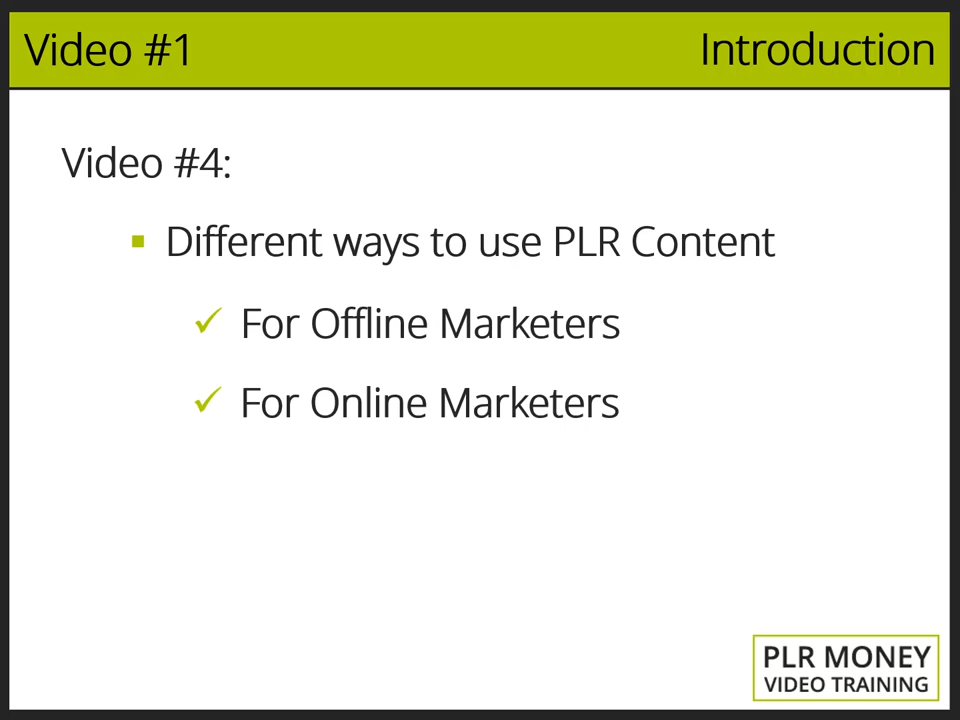 Video #1
Introduction
Video #4:
Different ways to use PLR Content
For Offline Marketers
For Online Marketers
PLR MONEY
VIDEO TRAINING